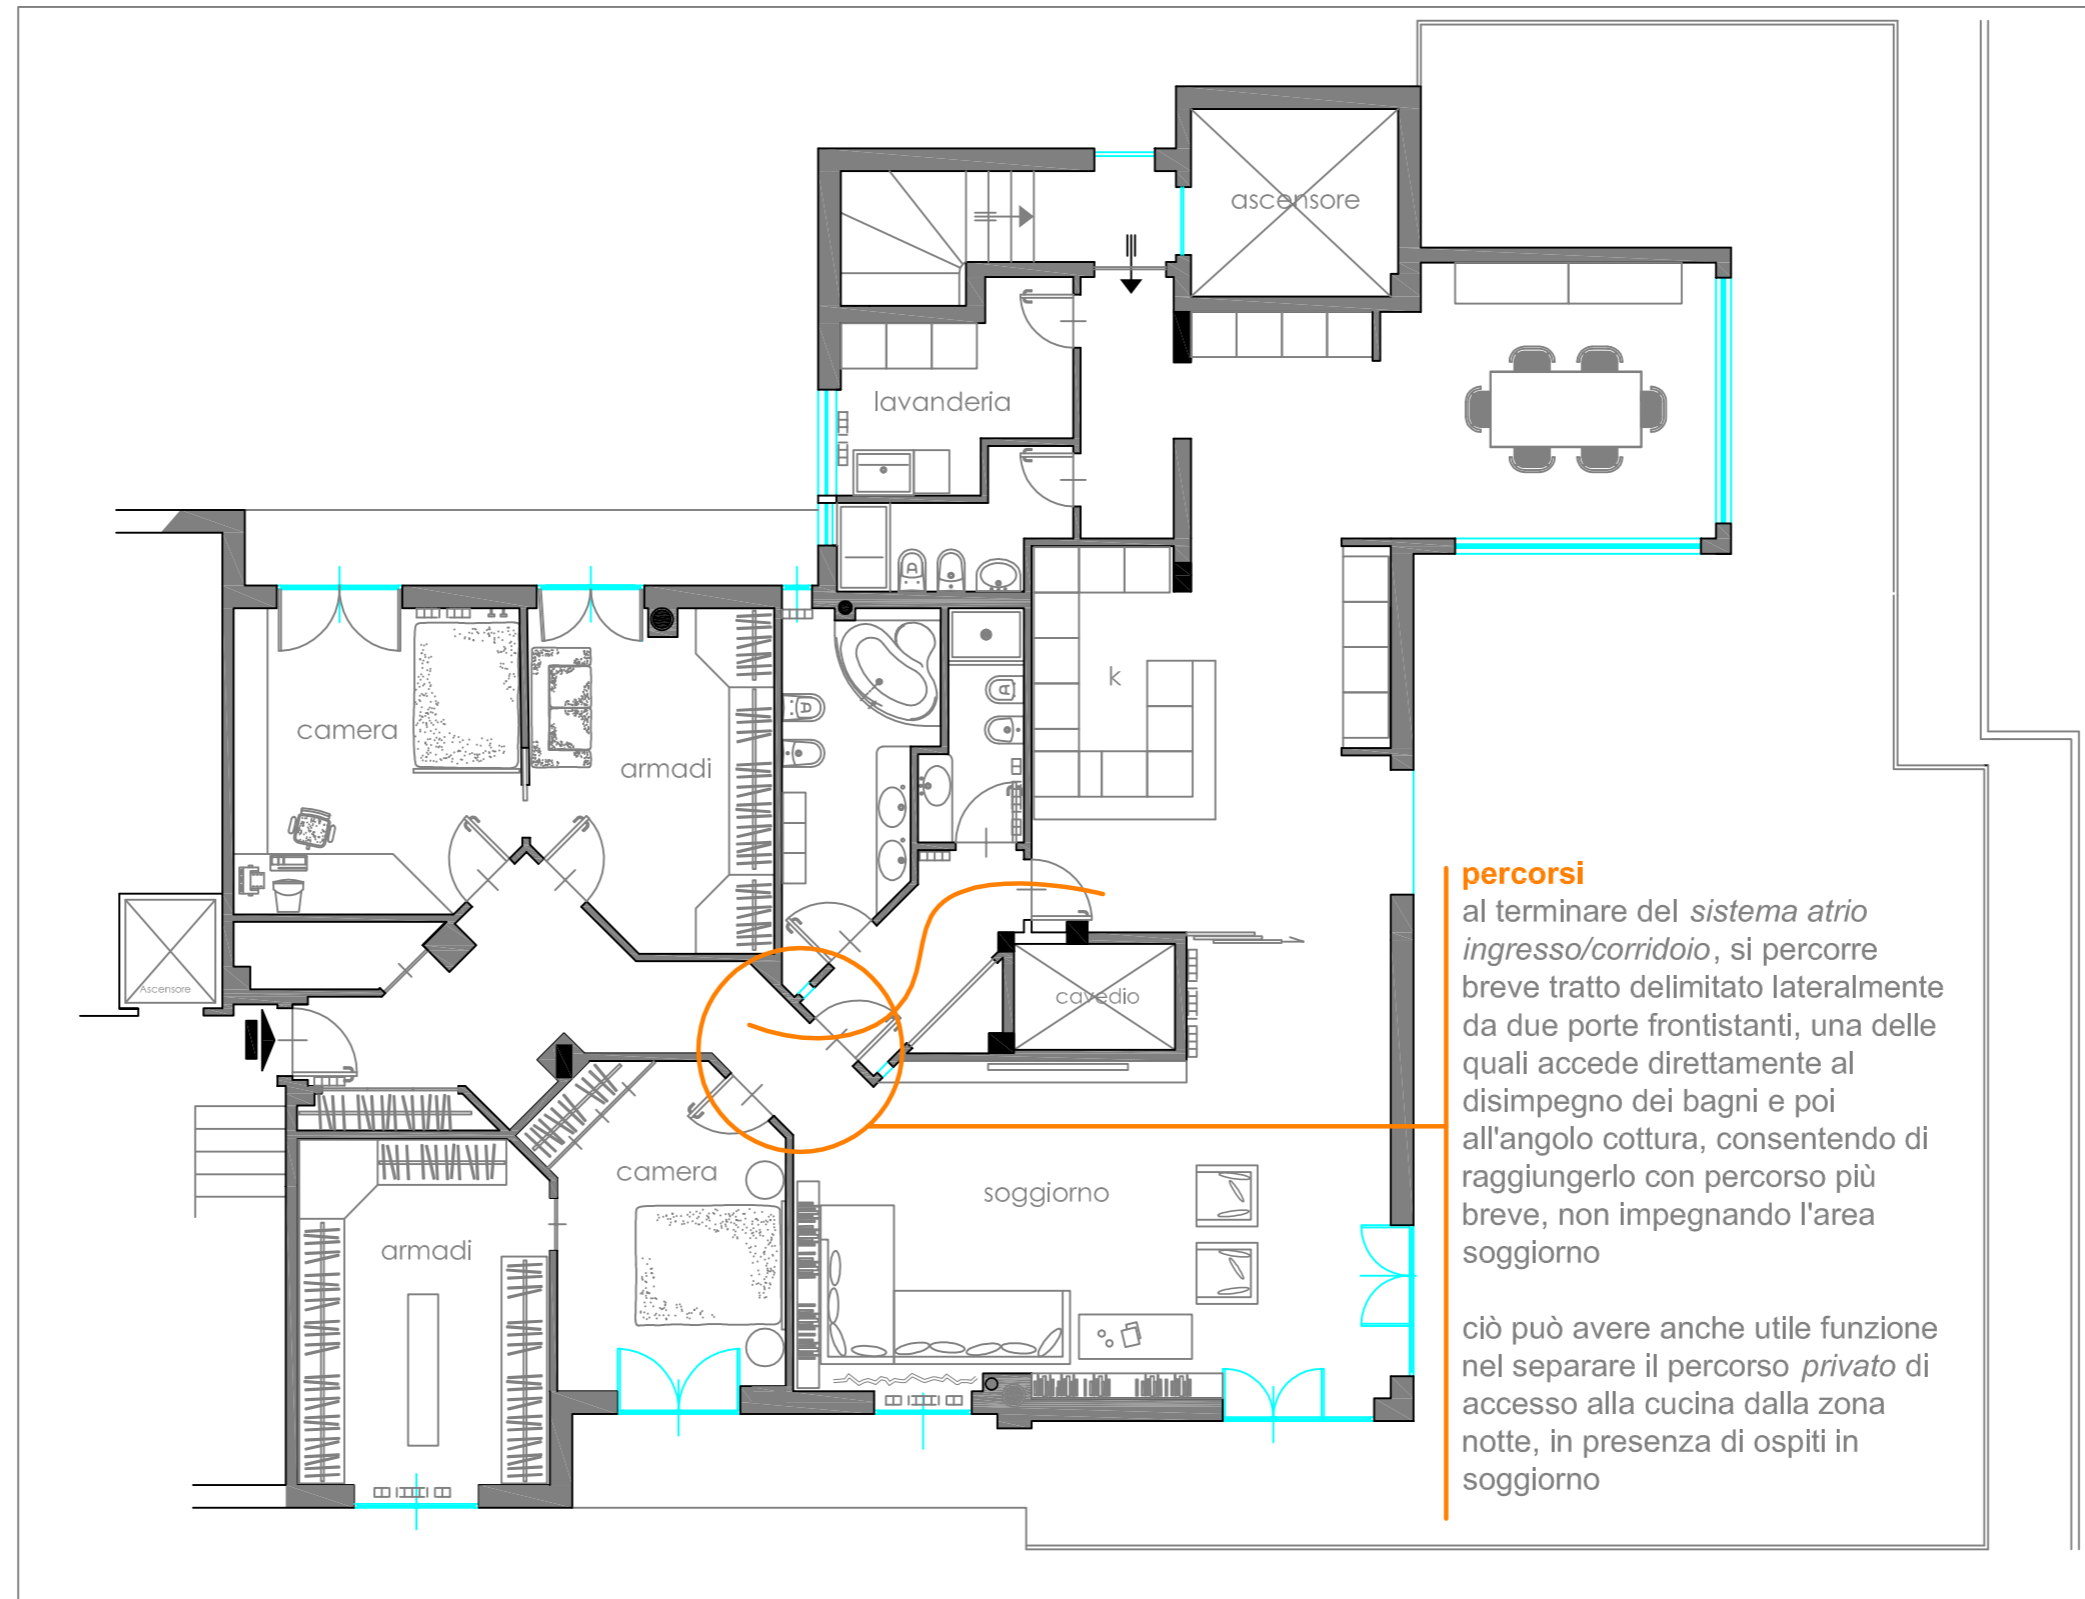 ascensore
lavanderia
k
camera
armadi
Ascensore
cavedio
camera
soggiorno
armadi
percorsi
al terminare del sistema atrio
ingresso/corridoio, si percorre
breve tratto delimitato lateralmente
da due porte frontistanti, una delle
quali accede direttamente al
disimpegno dei bagni e poi
all'angolo cottura, consentendo di
raggiungerlo con percorso più
breve, non impegnando l'area
soggiorno
ciò può avere anche utile funzione
nel separare il percorso privato di
accesso alla cucina dalla zona
notte, in presenza di ospiti in
soggiorno